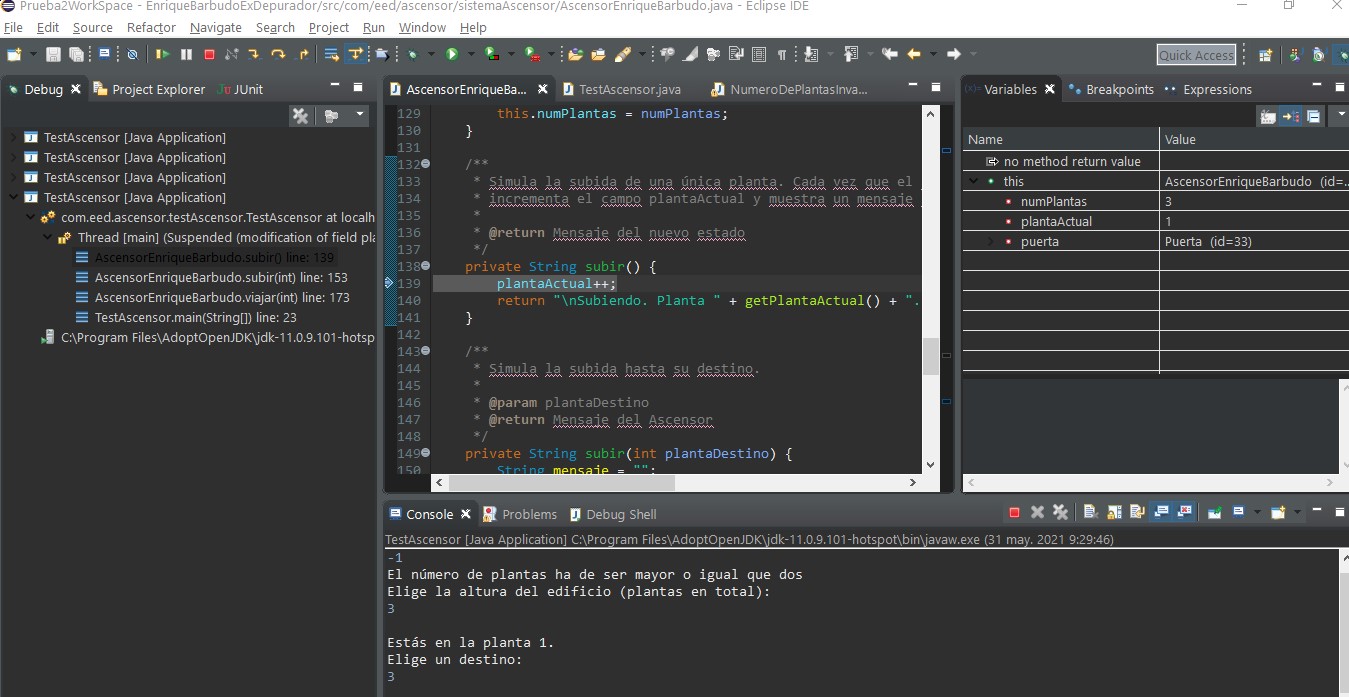 Prueba2WorkSpace - EnriqueBarbudoExDepurador/src/com/eed/ascensor/sistemaAscensor/AscensorEnriqueBarbudo.java - Eclipse IDE
File Edit Source Refactor Navigate Search Project Run Window Help
Quick Access
Debug Project Explorer JUnit
TestAscensor [Java Application]
TestAscensor [Java Application]
TestAscensor [Java Application]
TestAscensor [Java Application]
com.eed.ascensor.testAscensor.TestAscensor at localh
Thread [main] (Suspended (modification of field pla
AscensorEnriqueBarbudo.subir() line: 139
AscensorEnriqueBarbudo.subir(int) line: 153
AscensorEnriqueBarbudo.viajar(int) line: 173
TestAscensor.main(String[]) line: 23
C:\Program Files\AdoptOpenJDK\jdk-11.0.9.101-hotsp
AscensorEnriqueBa... TestAscensor.java NumeroDePlantasInva...
129 this.numPlantas = numPlantas;
130 }
131
132 /**
133 * Simula la subida de una única planta. Cada vez que el
134 * incrementa el campo plantaActual y muestra un mensaje
135 *
136 * @return Mensaje del nuevo estado
137 */
138 private String subir() {
139 plantaActual++;
140 return "\nSubiendo. Planta " + getPlantaActual() + ".
141 }
142
143 /**
144 * Simula la subida hasta su destino.
145 *
146 * @param plantaDestino
147 * @return Mensaje del Ascensor
148 */
149 private String subir(int plantaDestino) {
150 String mensaje = "";
Variables Breakpoints Expressions
Name Value
no method return value
this AscensorEnriqueBarbudo (id=...
numPlantas 3
plantaActual 1
puerta Puerta (id=33)
Console Problems Debug Shell
TestAscensor [Java Application] C:\Program Files\AdoptOpenJDK\jdk-11.0.9.101-hotspot\bin\javaw.exe (31 may. 2021 9:29:46)
-1
El número de plantas ha de ser mayor o igual que dos
Elige la altura del edificio (plantas en total):
3
Estás en la planta 1.
Elige un destino:
3